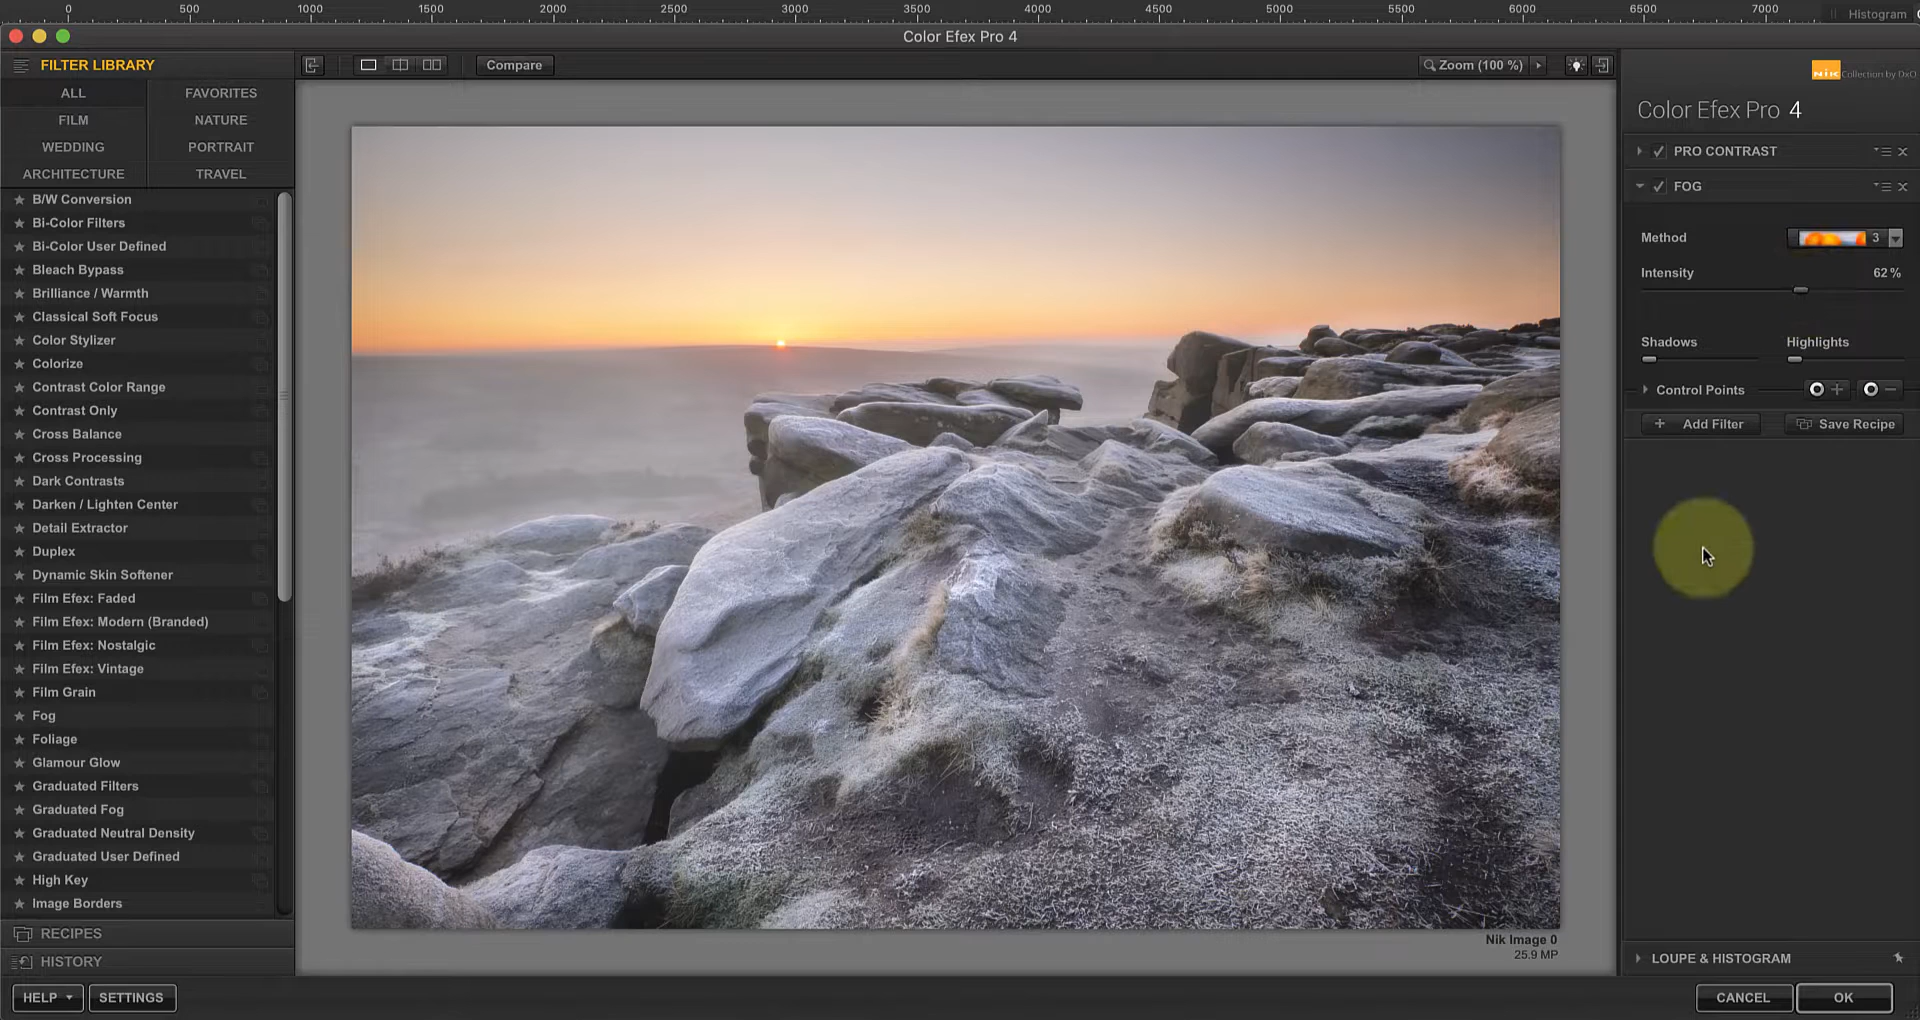 0 500 1000 1500 2000 2500 3000 3500 4000 4500 5000 5500 6000 6500 7000 Histogram
Color Efex Pro 4
FILTER LIBRARY
Compare
Zoom (100 %)
ALL FAVORITES
FILM NATURE
WEDDING PORTRAIT
ARCHITECTURE TRAVEL
B/W Conversion
Bi-Color Filters
Bi-Color User Defined
Bleach Bypass
Brilliance / Warmth
Classical Soft Focus
Color Stylizer
Colorize
Contrast Color Range
Contrast Only
Cross Balance
Cross Processing
Dark Contrasts
Darken / Lighten Center
Detail Extractor
Duplex
Dynamic Skin Softener
Film Efex: Faded
Film Efex: Modern (Branded)
Film Efex: Nostalgic
Film Efex: Vintage
Film Grain
Fog
Foliage
Glamour Glow
Graduated Filters
Graduated Fog
Graduated Neutral Density
Graduated User Defined
High Key
Image Borders
RECIPES
HISTORY
HELP SETTINGS
Nik Image 0
25.9 MP
Nik Collection by DxO
Color Efex Pro 4
PRO CONTRAST
FOG
Method 3
Intensity 62 %
Shadows Highlights
Control Points
Add Filter Save Recipe
LOUPE & HISTOGRAM
CANCEL OK